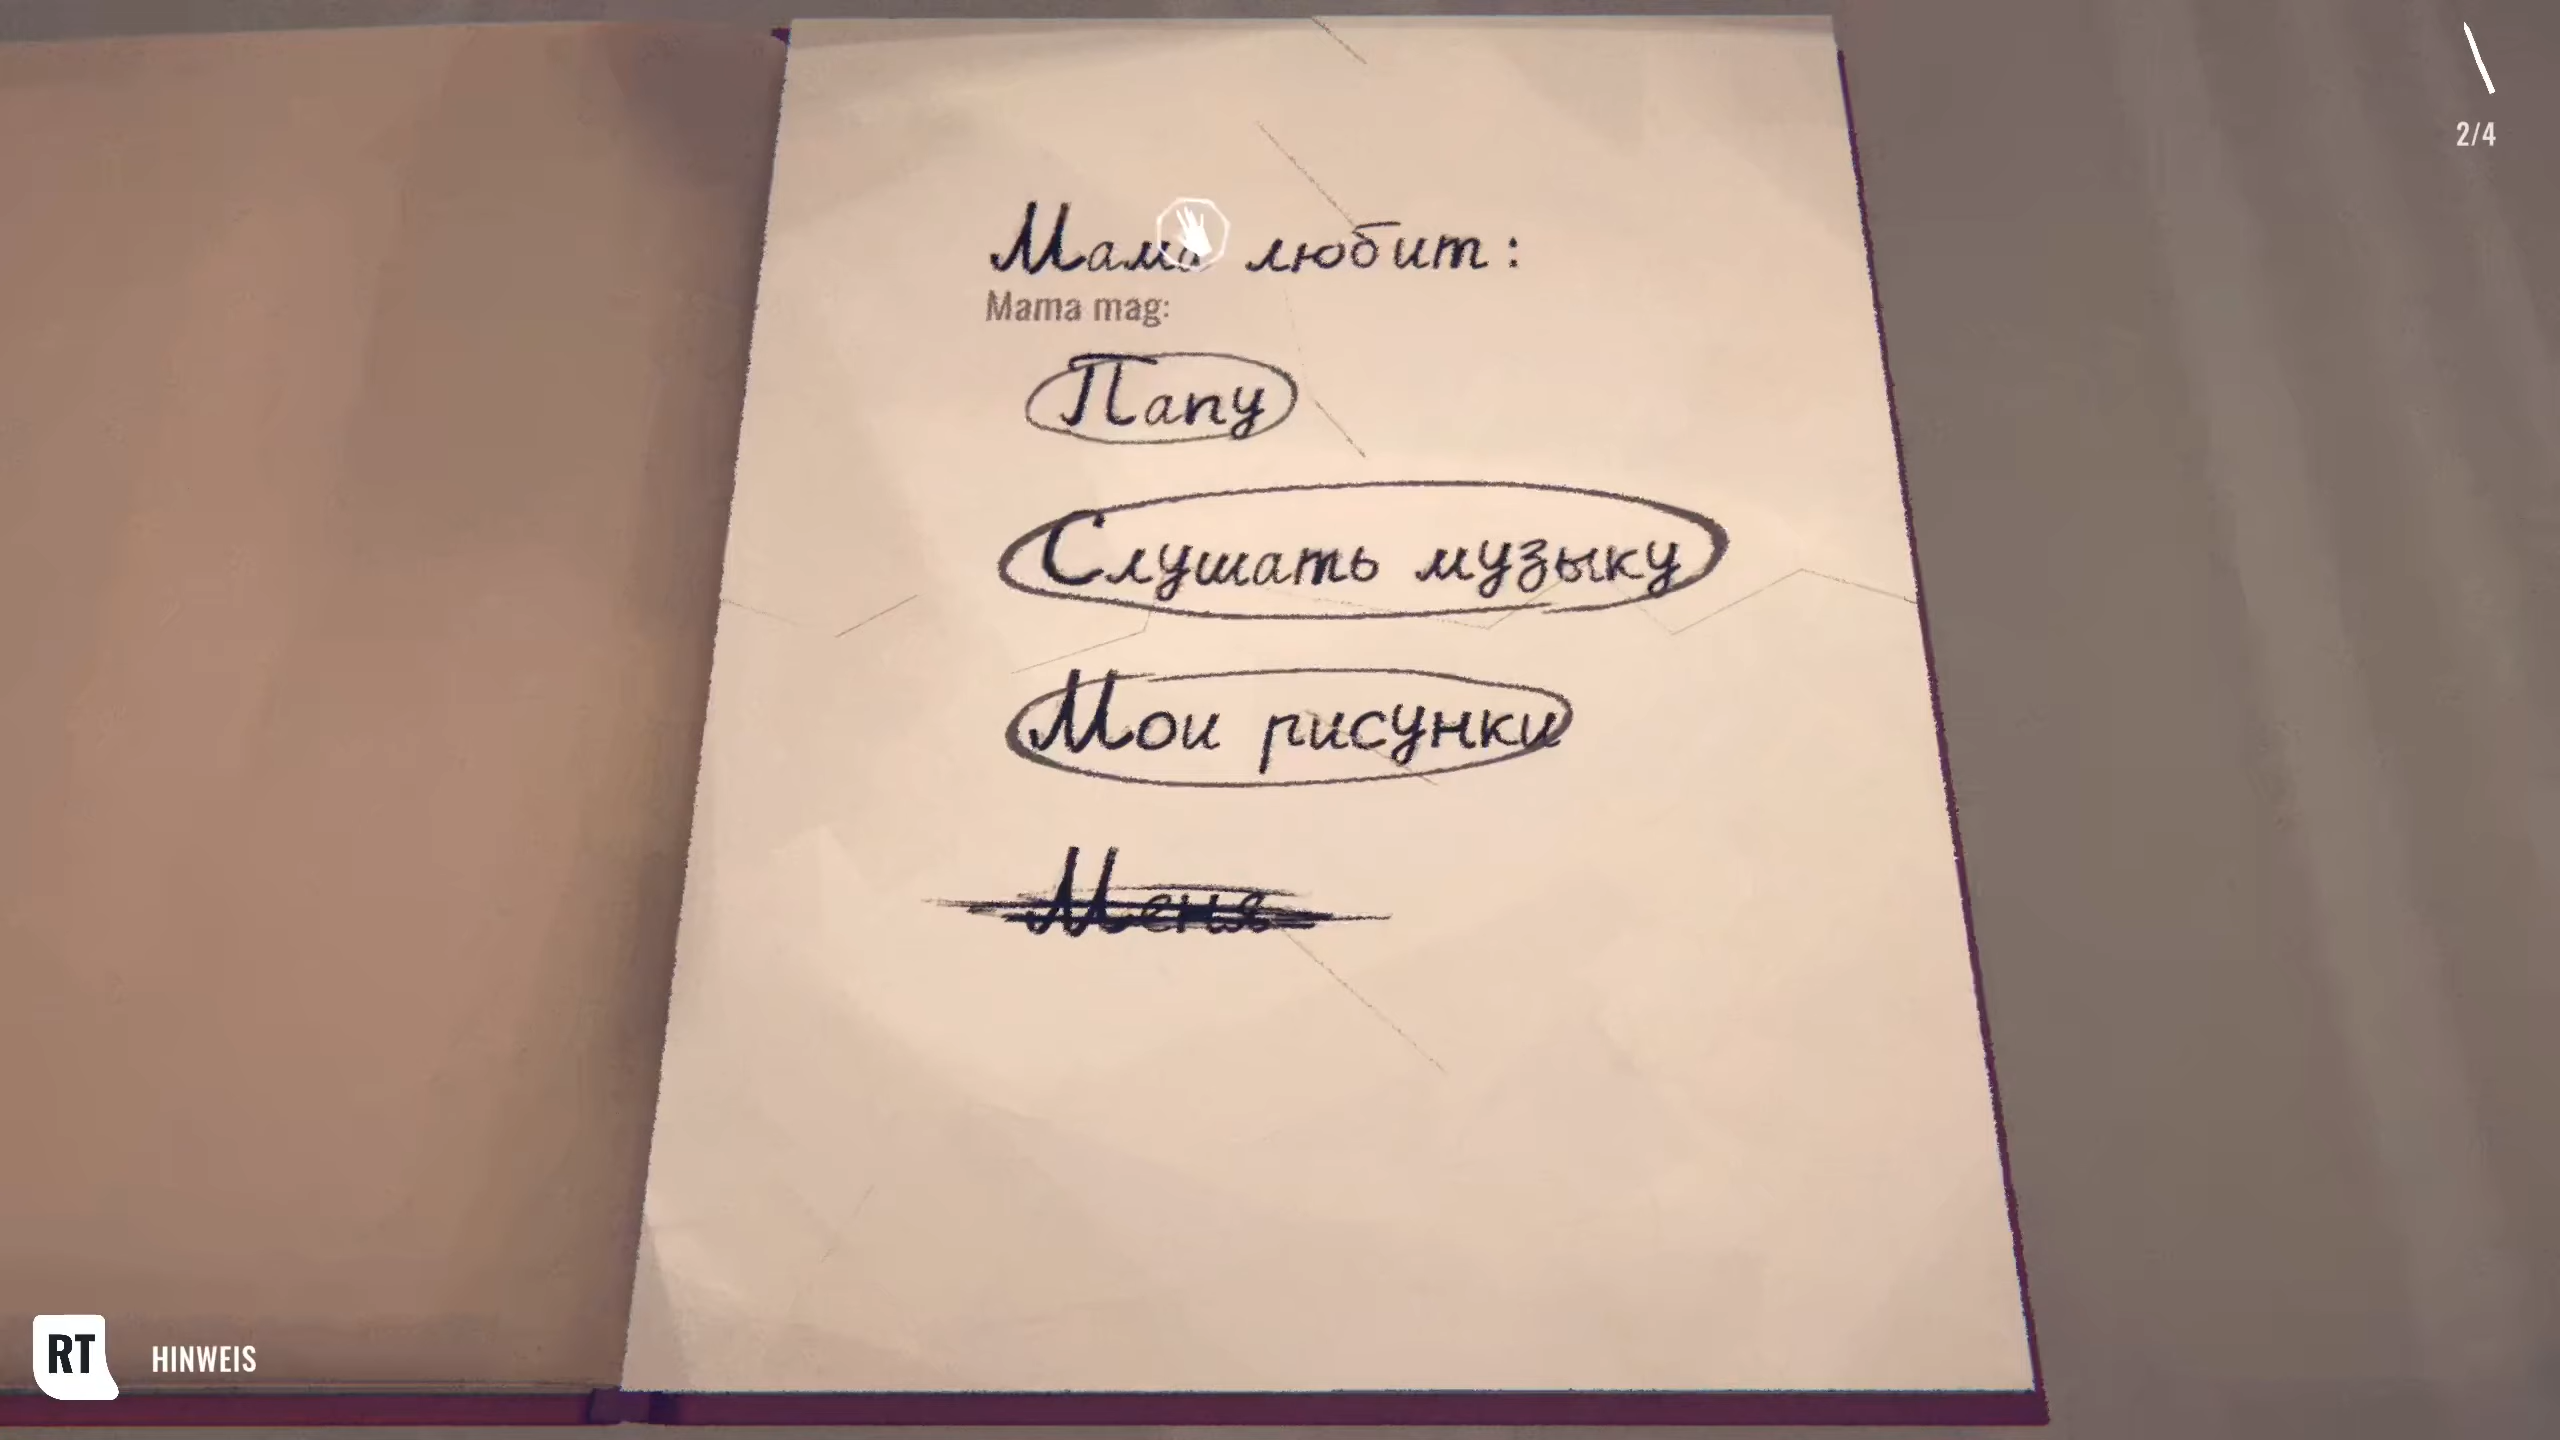 2/4
Мама любит:
Mama mag:
Папу
Слушать музыку
Мои рисунки
Меня
RT HINWEIS